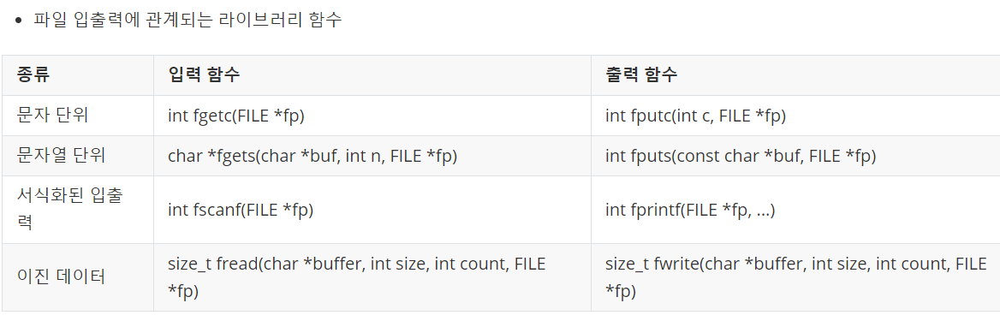 파일 입출력에 관계되는 라이브러리 함수
종류 입력 함수 출력 함수
문자 단위 int fgetc(FILE *fp) int fputc(int c, FILE *fp)
문자열 단위 char *fgets(char *buf, int n, FILE *fp) int fputs(const char *buf, FILE *fp)
서식화된 입출
력 int fscanf(FILE *fp) int fprintf(FILE *fp, ...)
이진 데이터 size_t fread(char *buffer, int size, int count, FILE
*fp) size_t fwrite(char *buffer, int size, int count, FILE
*fp)